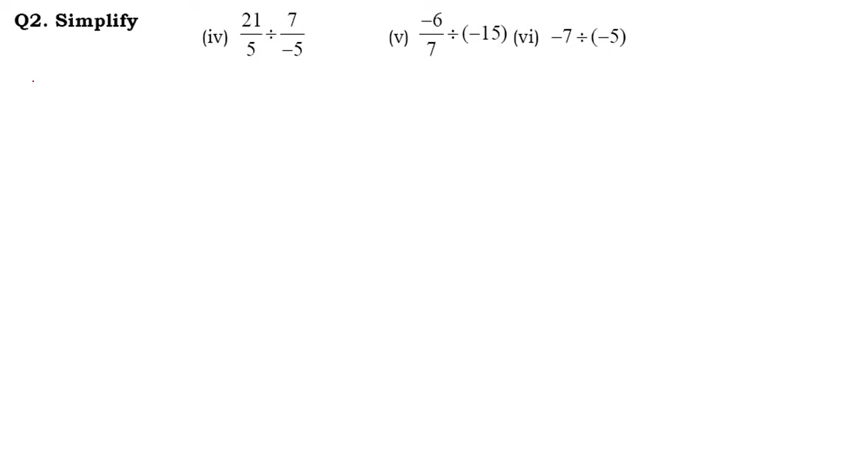 Q2. Simplify (iv) 21/5 ÷ 7/−5 (v) −6/7 ÷ (−15) (vi) −7 ÷ (−5)